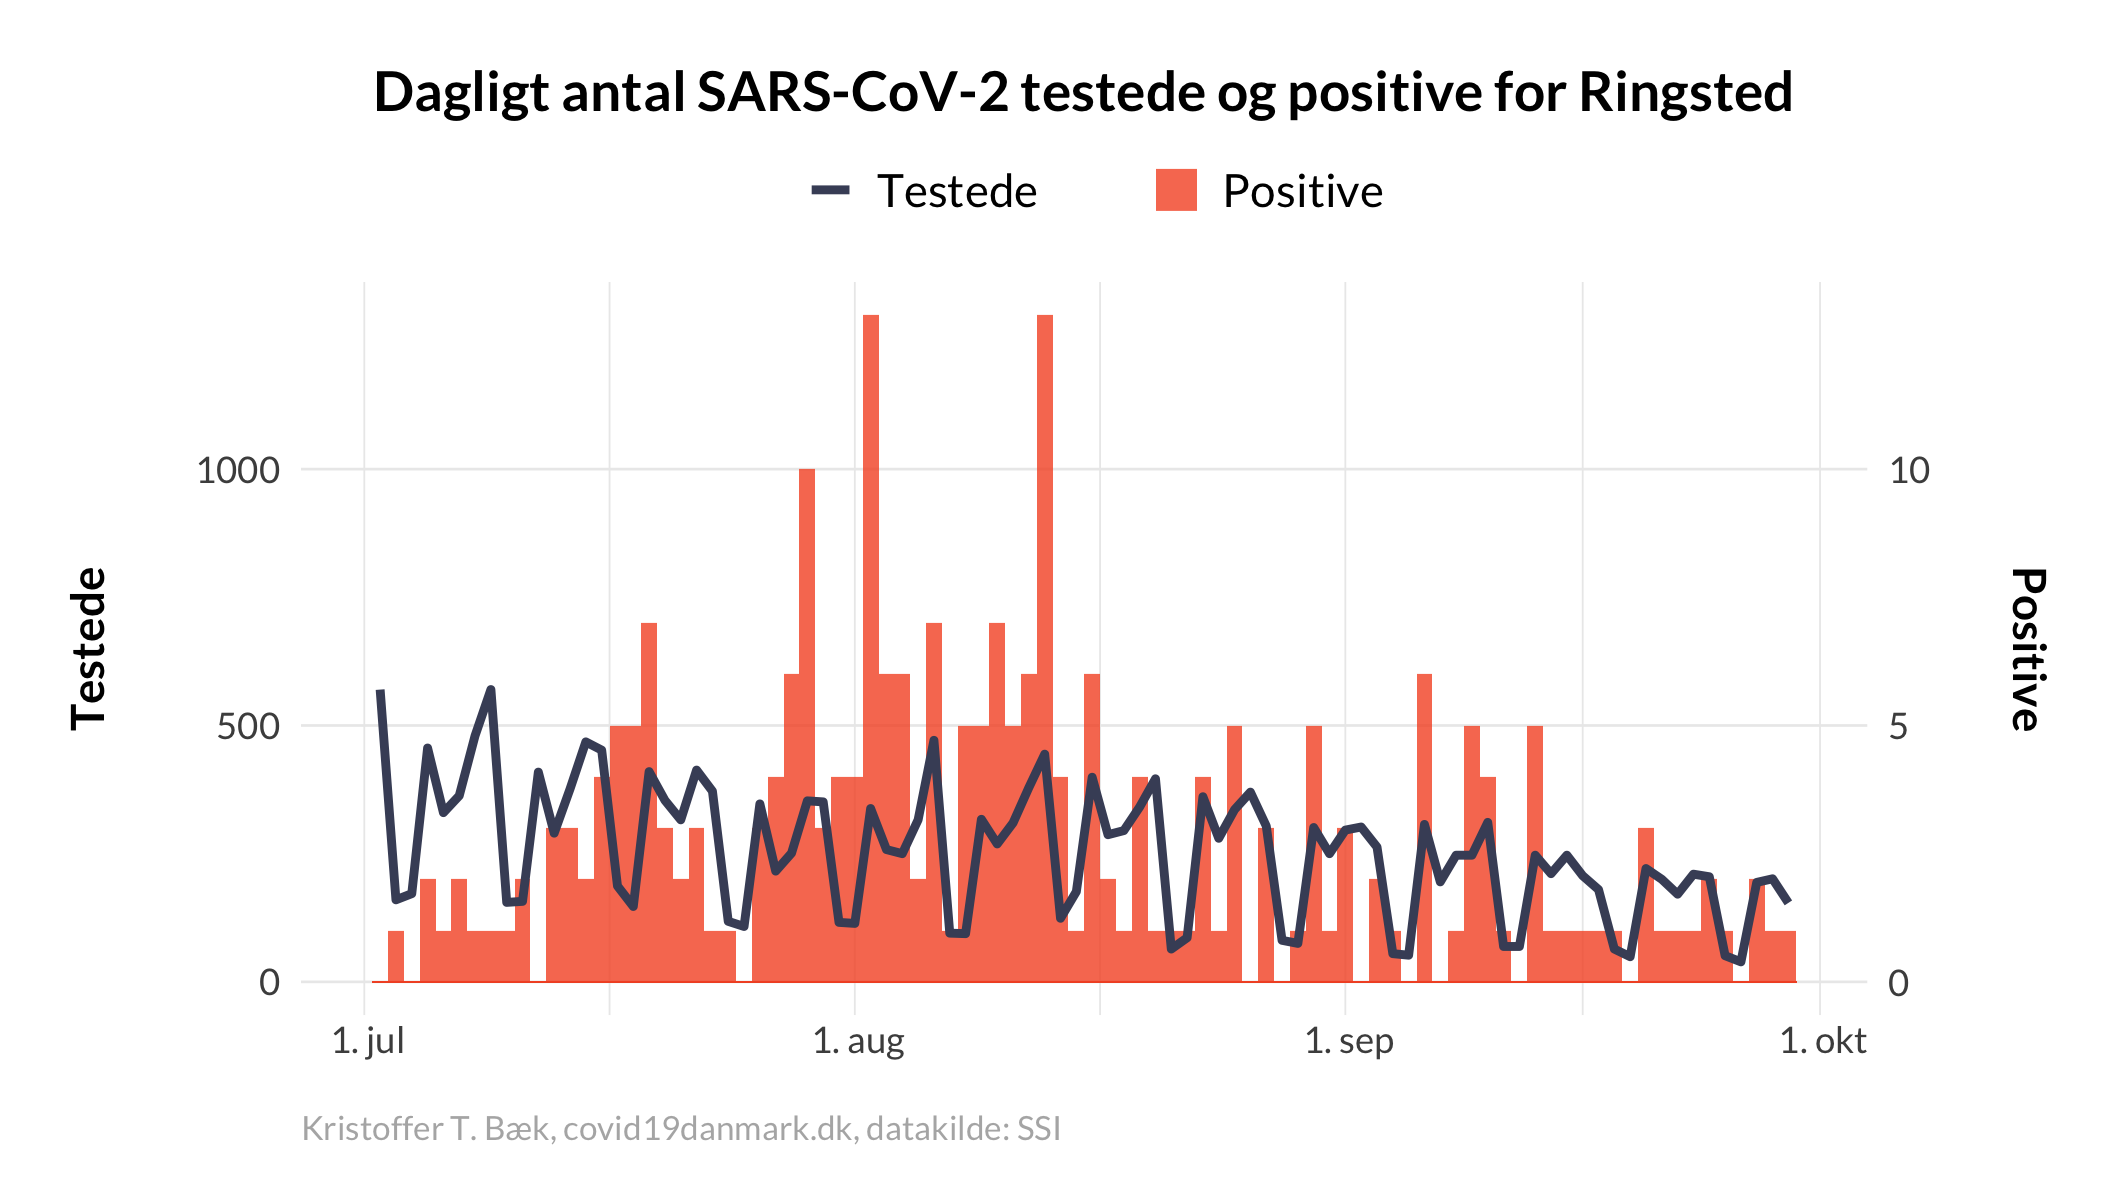 Dagligt antal SARS-CoV-2 testede og positive for Ringsted
Testede
Positive
1000
500
0
10
5
0
Testede
Positive
1. jul
1. aug
1. sep
1. okt
Kristoffer T. Bæk, covid19danmark.dk, datakilde: SSI